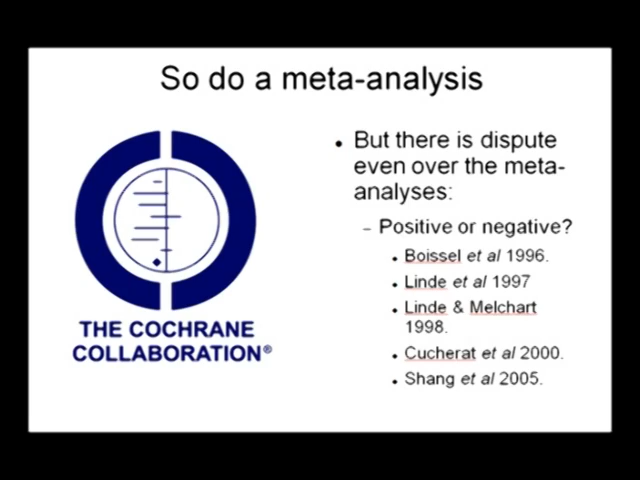 So do a meta-analysis
But there is dispute
even over the meta-
analyses:
– Positive or negative?
Boissel et al 1996.
Linde et al 1997
Linde & Melchart
1998.
Cucherat et al 2000.
Shang et al 2005.
THE COCHRANE
COLLABORATION®